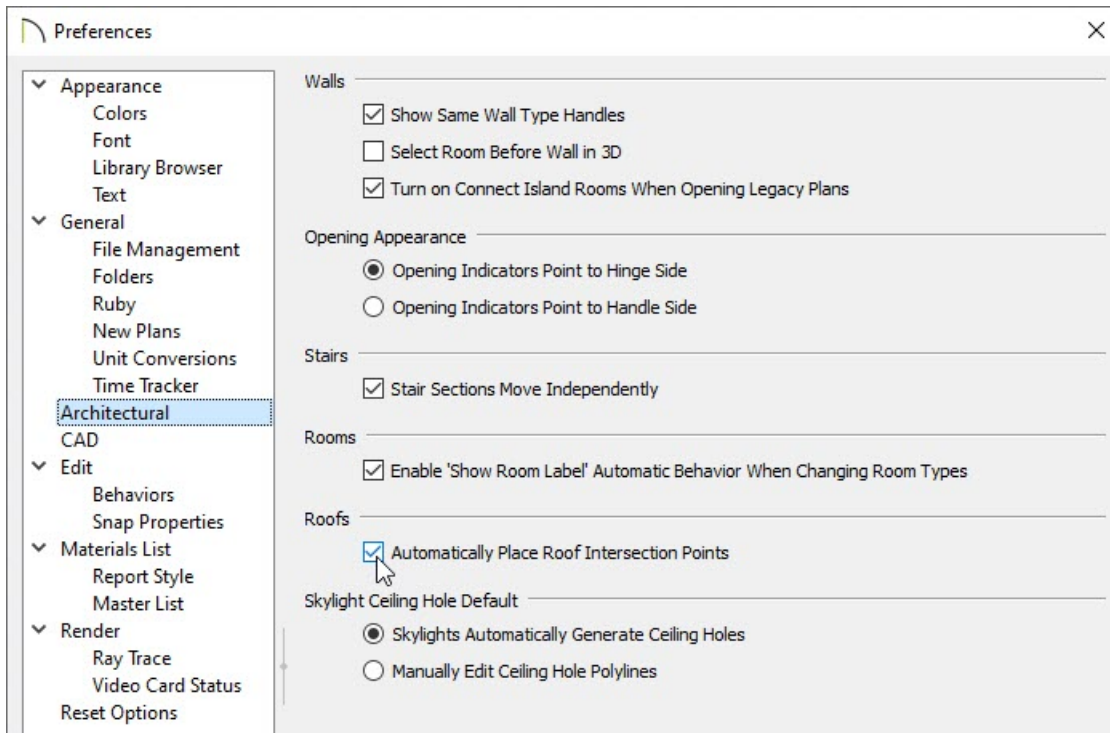 Preferences
Appearance
Colors
Font
Library Browser
Text
General
File Management
Folders
Ruby
New Plans
Unit Conversions
Time Tracker
Architectural
CAD
Edit
Behaviors
Snap Properties
Materials List
Report Style
Master List
Render
Ray Trace
Video Card Status
Reset Options
Walls
Show Same Wall Type Handles
Select Room Before Wall in 3D
Turn on Connect Island Rooms When Opening Legacy Plans
Opening Appearance
Opening Indicators Point to Hinge Side
Opening Indicators Point to Handle Side
Stairs
Stair Sections Move Independently
Rooms
Enable 'Show Room Label' Automatic Behavior When Changing Room Types
Roofs
Automatically Place Roof Intersection Points
Skylight Ceiling Hole Default
Skylights Automatically Generate Ceiling Holes
Manually Edit Ceiling Hole Polylines